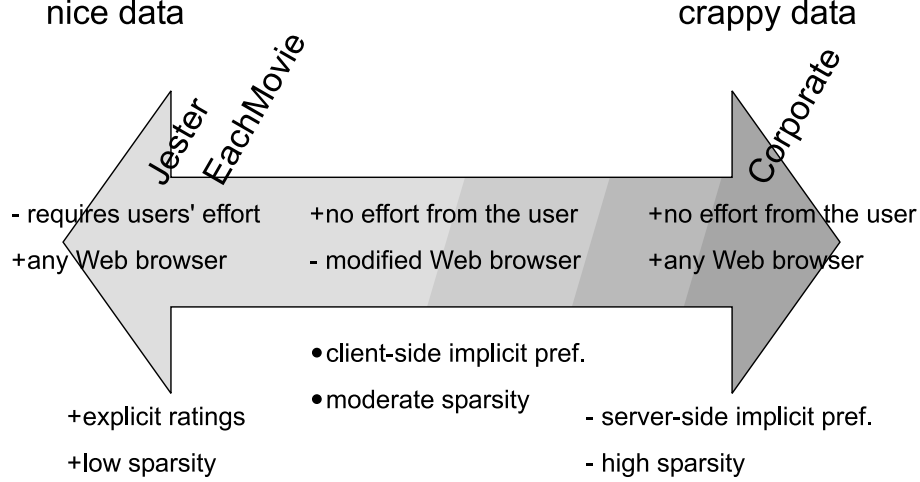 nice data
crappy data
Jester
EachMovie
Corporate
- requires users' effort
+any Web browser
+no effort from the user
- modified Web browser
+no effort from the user
+any Web browser
•client-side implicit pref.
•moderate sparsity
+explicit ratings
+low sparsity
- server-side implicit pref.
- high sparsity